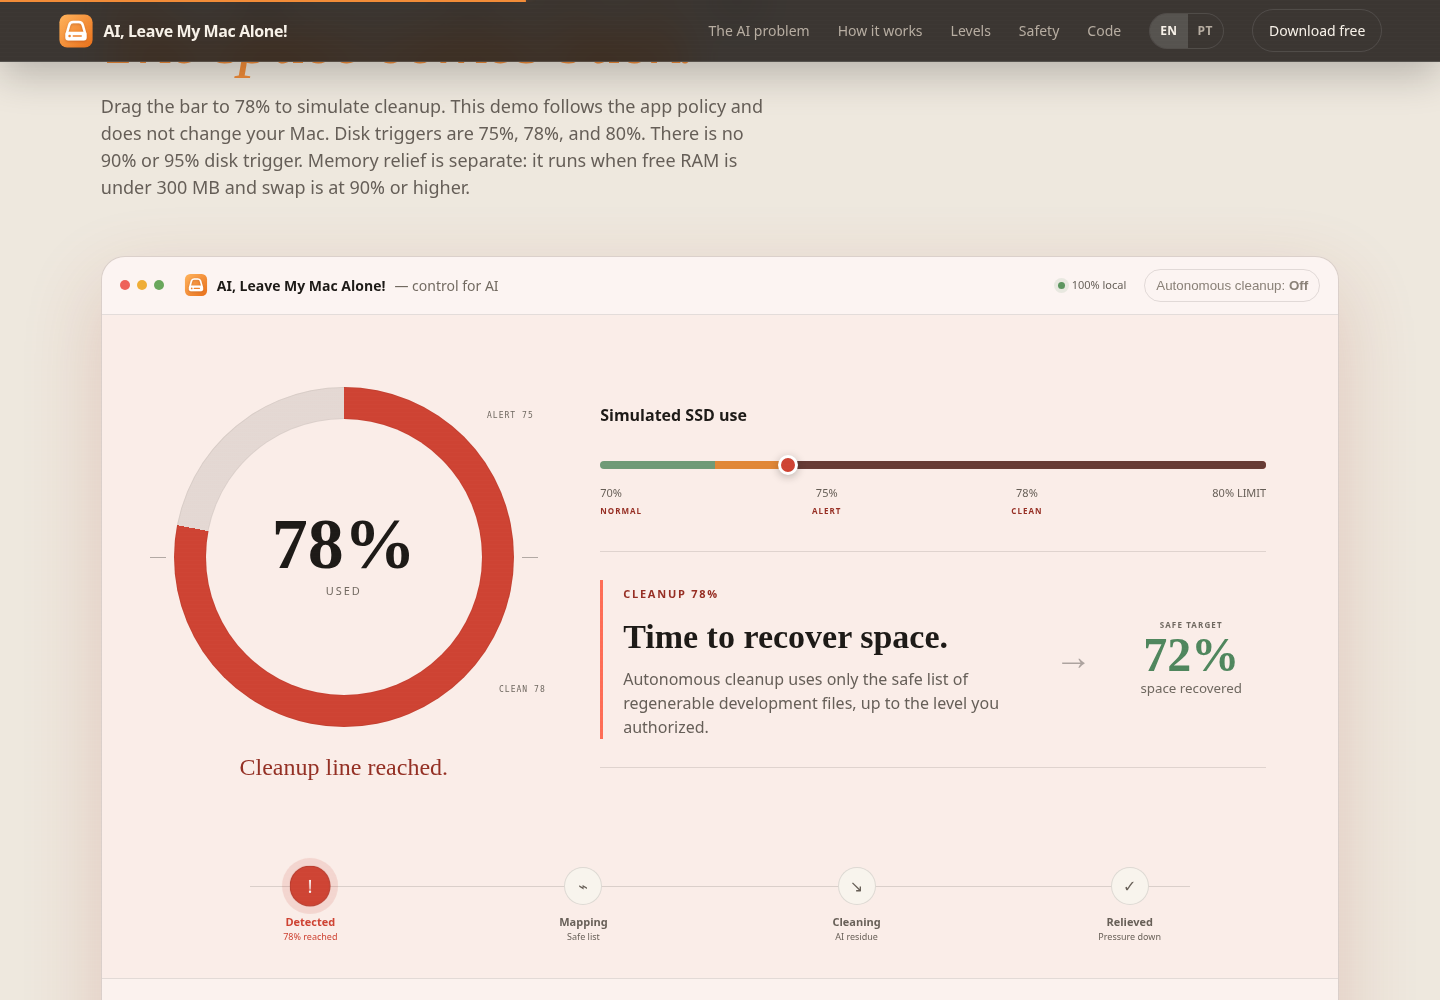 AI, Leave My Mac Alone!
The AI problem
How it works
Levels
Safety
Code
EN
PT
Download free
Drag the bar to 78% to simulate cleanup. This demo follows the app policy and
does not change your Mac. Disk triggers are 75%, 78%, and 80%. There is no
90% or 95% disk trigger. Memory relief is separate: it runs when free RAM is
under 300 MB and swap is at 90% or higher.
AI, Leave My Mac Alone! — control for AI
100% local
Autonomous cleanup: Off
ALERT 75
78%
USED
CLEAN 78
Cleanup line reached.
Simulated SSD use
70%
NORMAL
75%
ALERT
78%
CLEAN
80% LIMIT
CLEANUP 78%
Time to recover space.
Autonomous cleanup uses only the safe list of
regenerable development files, up to the level you
authorized.
→
SAFE TARGET
72%
space recovered
!
Detected
78% reached
Mapping
Safe list
Cleaning
AI residue
Relieved
Pressure down